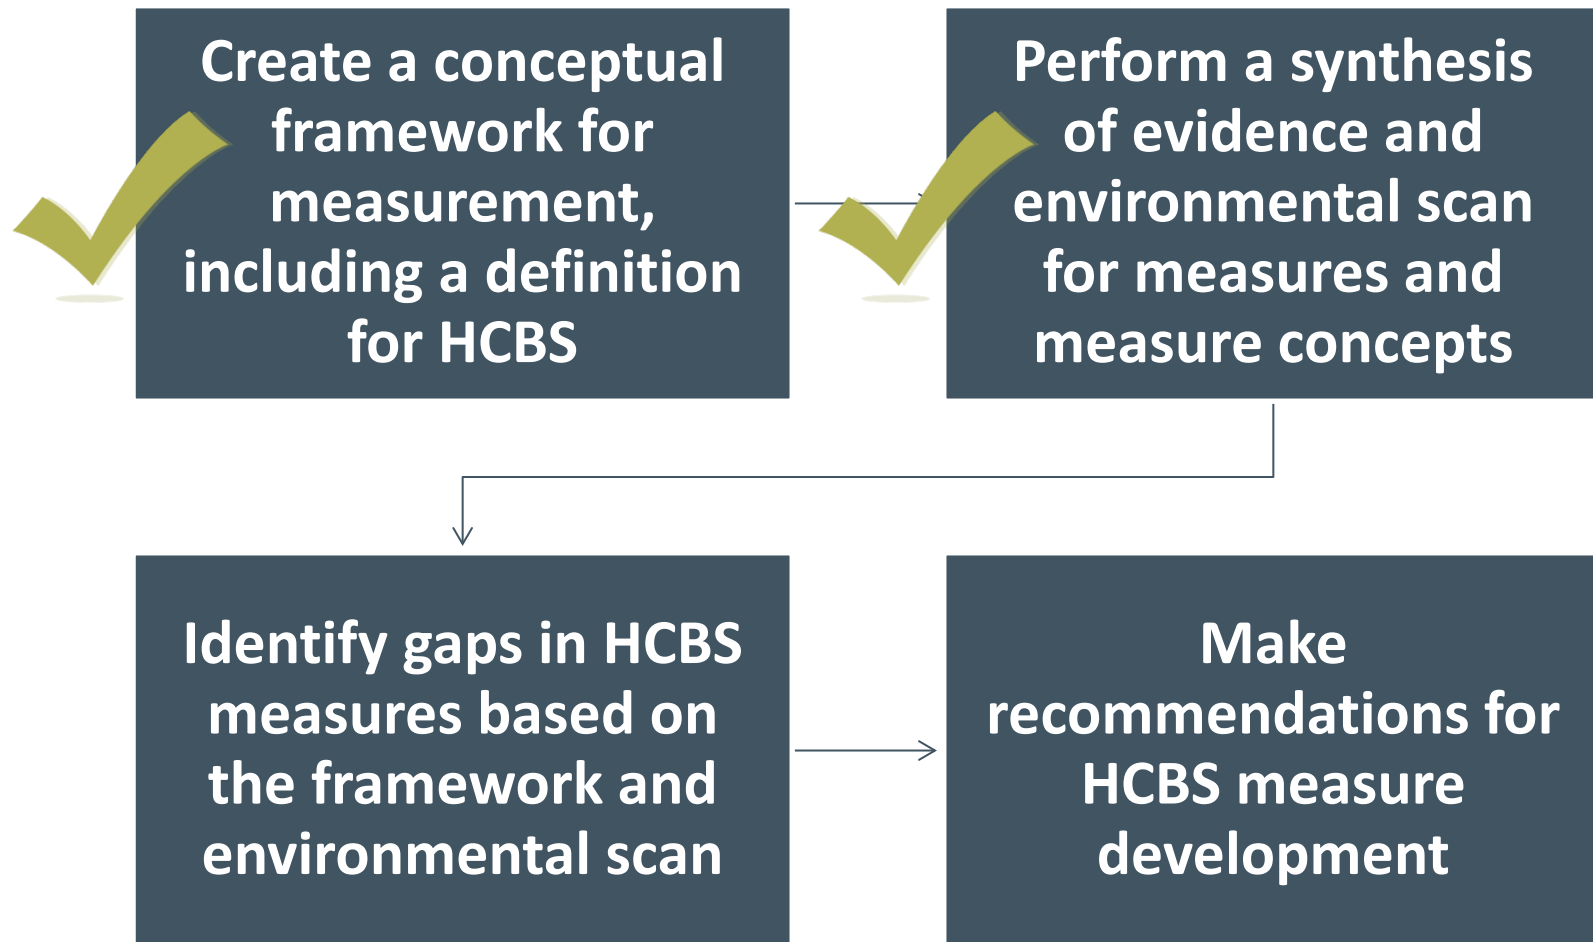 Create a conceptual
framework for
measurement,
including a definition
for HCBS
Perform a synthesis
of evidence and
environmental scan
for measures and
measure concepts
Identify gaps in HCBS
measures based on
the framework and
environmental scan
Make
recommendations for
HCBS measure
development